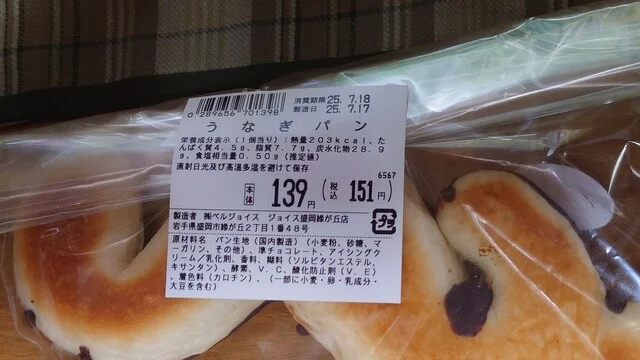 0 289656 701398
消費期限 25. 7.18
製造日 25. 7.17
うなぎパン
栄養成分表示(1個当り):熱量203kcal、た
んぱく質4.5g、脂質7.7g、炭水化物28.9
g、食塩相当量0.50g(推定値)
直射日光及び高温多湿を避けて保存
6567
本体 139円 (税込 151円)
製造者 ㈱ベルジョイス ジョイス盛岡緑が丘店
岩手県盛岡市緑が丘2丁目1番48号
プラ
原材料名 パン生地(国内製造)(小麦粉、砂糖、マ
ーガリン、その他)、準チョコレート、アイシングク
リーム/乳化剤、香料、糊料(ソルビタンエステル、
キサンタン)、酵素、V.C、酸化防止剤(V.E)
、着色料(カロチン)、(一部に小麦・卵・乳成分・
大豆を含む)